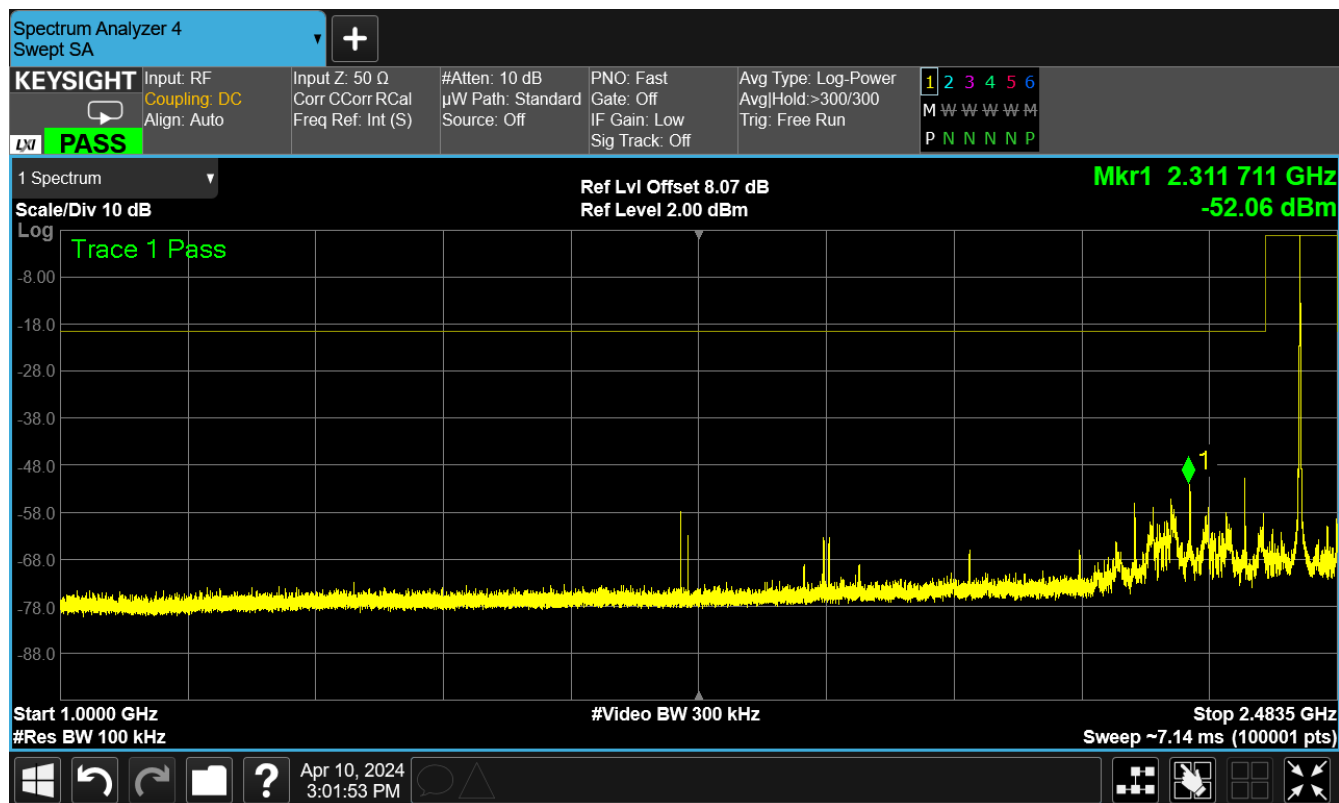 Spectrum Analyzer 4
Swept SA
KEYSIGHT
LXI PASS
Input: RF
Coupling: DC
Align: Auto
Input Z: 50 Ω
Corr CCorr RCal
Freq Ref: Int (S)
#Atten: 10 dB
µW Path: Standard
Source: Off
PNO: Fast
Gate: Off
IF Gain: Low
Sig Track: Off
Avg Type: Log-Power
Avg|Hold:>300/300
Trig: Free Run
1 2 3 4 5 6
M W W W W M
P N N N N P
1 Spectrum
Scale/Div 10 dB
Ref Lvl Offset 8.07 dB
Ref Level 2.00 dBm
Mkr1 2.311 711 GHz
-52.06 dBm
Log
Trace 1 Pass
-8.00
-18.0
-28.0
-38.0
-48.0
1
-58.0
-68.0
-78.0
-88.0
Start 1.0000 GHz
#Res BW 100 kHz
#Video BW 300 kHz
Stop 2.4835 GHz
Sweep ~7.14 ms (100001 pts)
?
Apr 10, 2024
3:01:53 PM